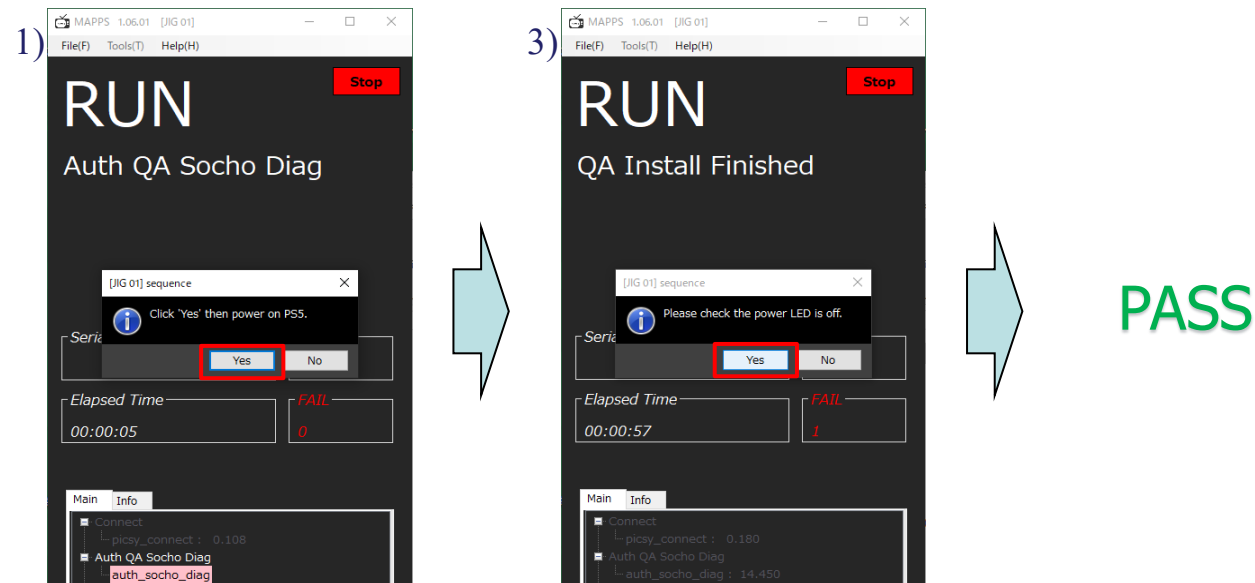 1)
MAPPS 1.06.01 [JIG 01]
File(F) Tools(T) Help(H)
Stop
RUN
Auth QA Socho Diag
[JIG 01] sequence
Click 'Yes' then power on PS5.
Seria
Yes No
Elapsed Time
FAIL
00:00:05
0
Main Info
Connect
picsy_connect : 0.108
Auth QA Socho Diag
auth_socho_diag
3)
MAPPS 1.06.01 [JIG 01]
File(F) Tools(T) Help(H)
Stop
RUN
QA Install Finished
[JIG 01] sequence
Please check the power LED is off.
Seria
Yes No
Elapsed Time
FAIL
00:00:57
1
Main Info
Connect
picsy_connect : 0.180
Auth QA Socho Diag
auth_socho_diag : 14.450
PASS